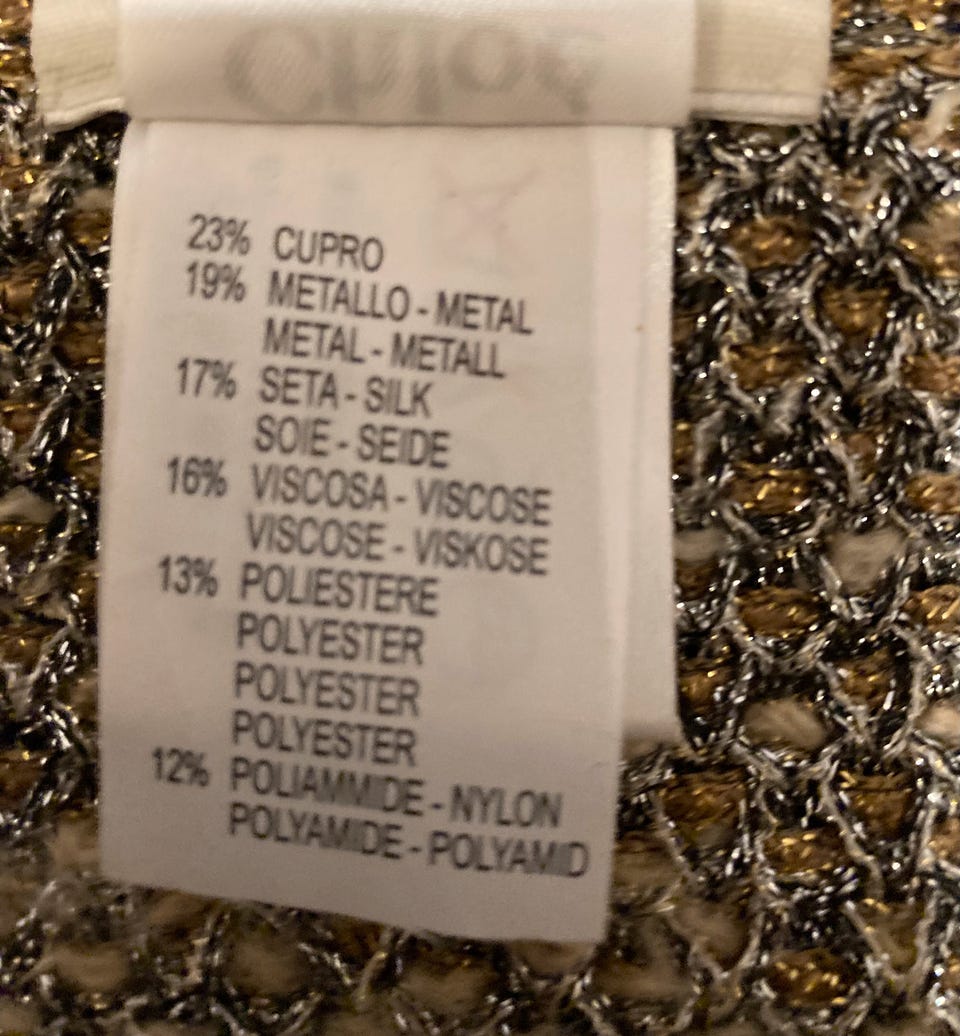 23% CUPRO
19% METALLO - METAL
METAL - METALL
17% SETA - SILK
SOIE - SEIDE
16% VISCOSA - VISCOSE
VISCOSE - VISKOSE
13% POLIESTERE
POLYESTER
POLYESTER
POLYESTER
12% POLIAMMIDE - NYLON
POLYAMIDE - POLYAMID